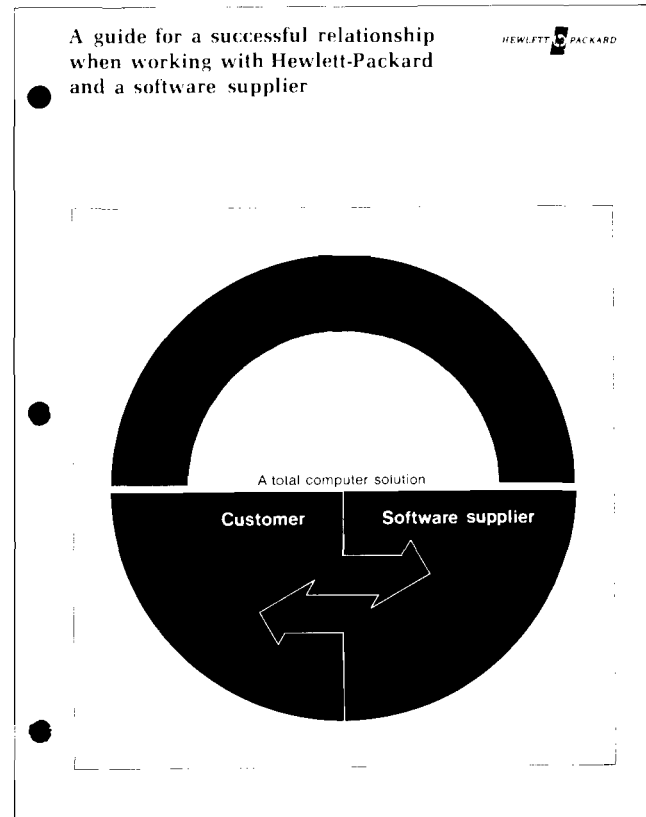 A guide for a successful relationship
when working with Hewlett-Packard
and a software supplier
HEWLETT hp PACKARD
A total computer solution
Customer
Software supplier